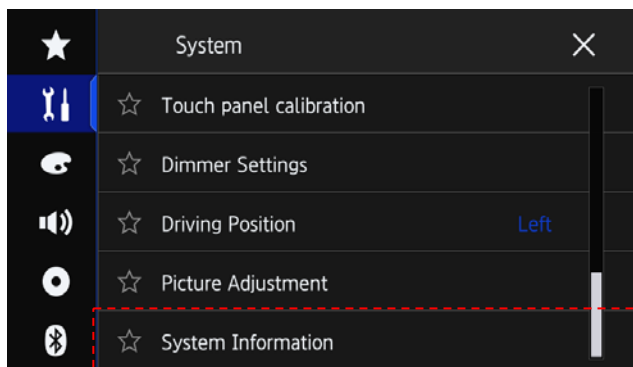 System
Touch panel calibration
Dimmer Settings
Driving Position Left
Picture Adjustment
System Information